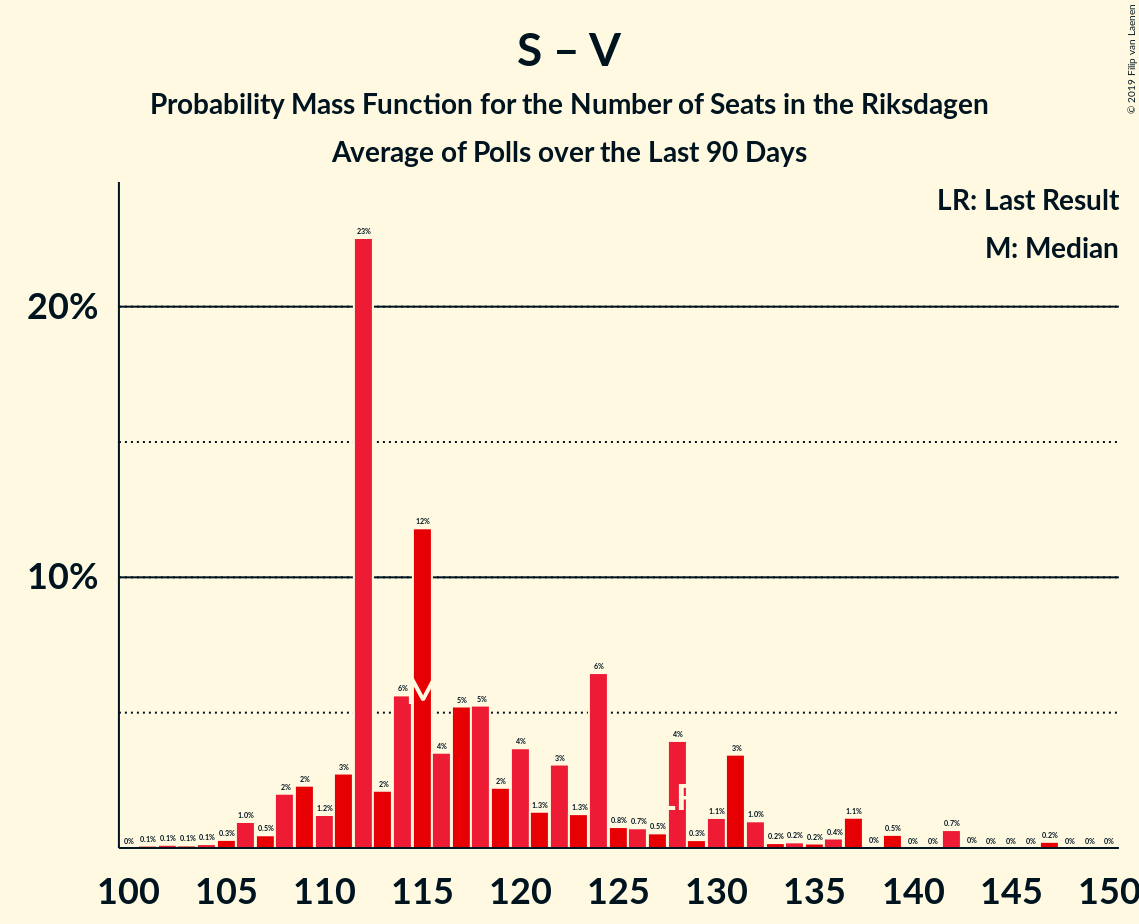 © 2019 Filip van Laenen
S – V
Probability Mass Function for the Number of Seats in the Riksdagen
Average of Polls over the Last 90 Days
LR: Last Result
M: Median
20%
10%
0% 0.1% 0.1% 0.1% 0.1% 0.3% 1.0% 0.5% 2% 2% 1.2% 3% 23% 2% 6% 12% 4% 5% 5% 2% 4% 1.3% 3% 1.3% 6% 0.8% 0.7% 0.5% 4% 0.3% 1.1% 3% 1.0% 0.2% 0.2% 0.2% 0.4% 1.1% 0% 0.5% 0% 0% 0.7% 0% 0% 0% 0% 0.2% 0% 0% 0%
M
LR
100 105 110 115 120 125 130 135 140 145 150